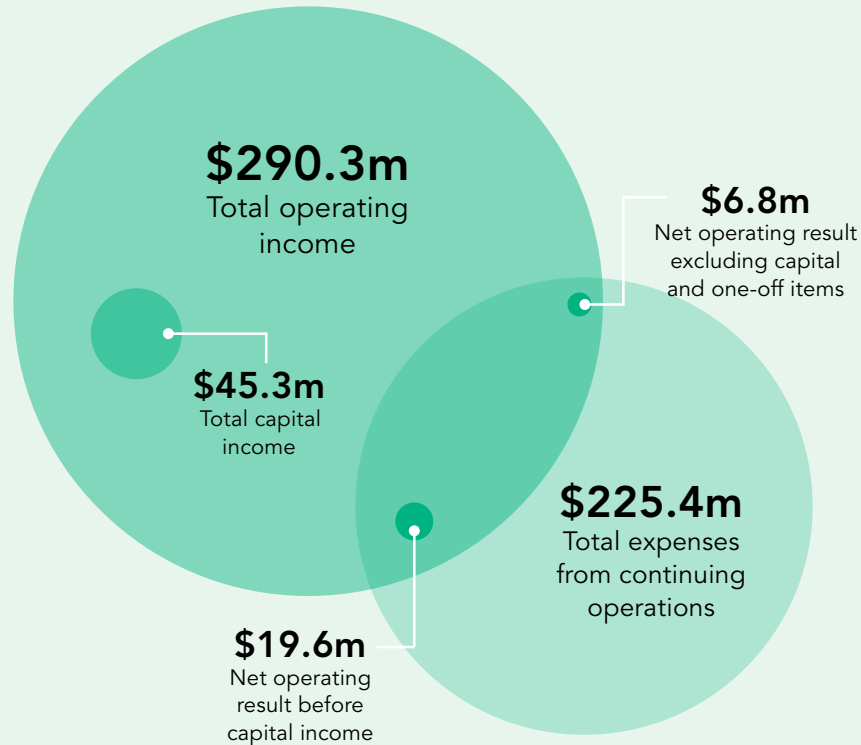 $290.3m
Total operating
income
$6.8m
Net operating result
excluding capital
and one-off items
$45.3m
Total capital
income
$225.4m
Total expenses
from continuing
operations
$19.6m
Net operating
result before
capital income